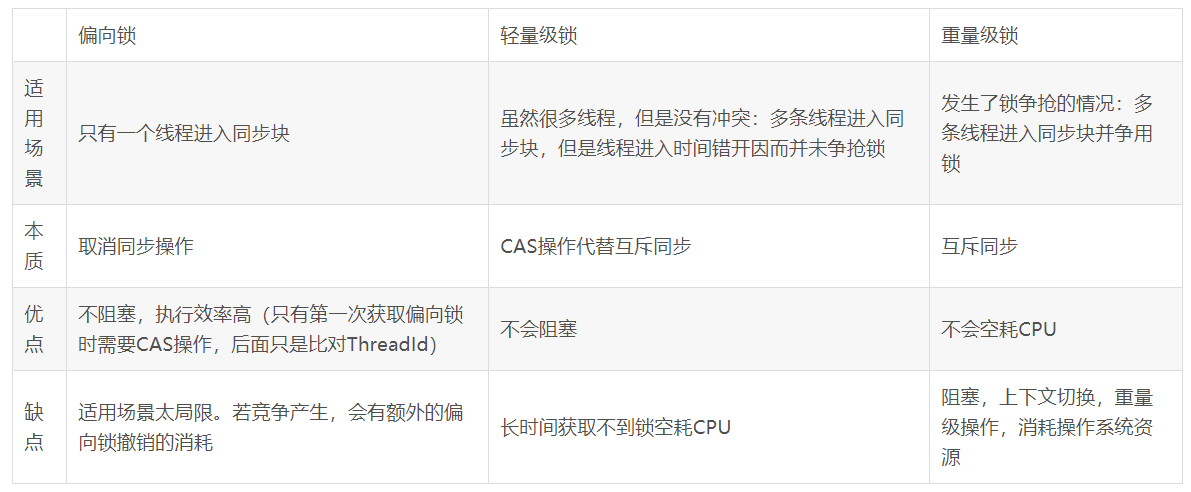 偏向锁
轻量级锁
重量级锁
适
用
场
景
只有一个线程进入同步块
虽然很多线程，但是没有冲突：多条线程进入同
步块，但是线程进入时间错开因而并未争抢锁
发生了锁争抢的情况：多
条线程进入同步块并争用
锁
本
质
取消同步操作
CAS操作代替互斥同步
互斥同步
优
点
不阻塞，执行效率高（只有第一次获取偏向锁
时需要CAS操作，后面只是比对ThreadId）
不会阻塞
不会空耗CPU
缺
点
适用场景太局限。若竞争产生，会有额外的偏
向锁撤销的消耗
长时间获取不到锁空耗CPU
阻塞，上下文切换，重量
级操作，消耗操作系统资
源